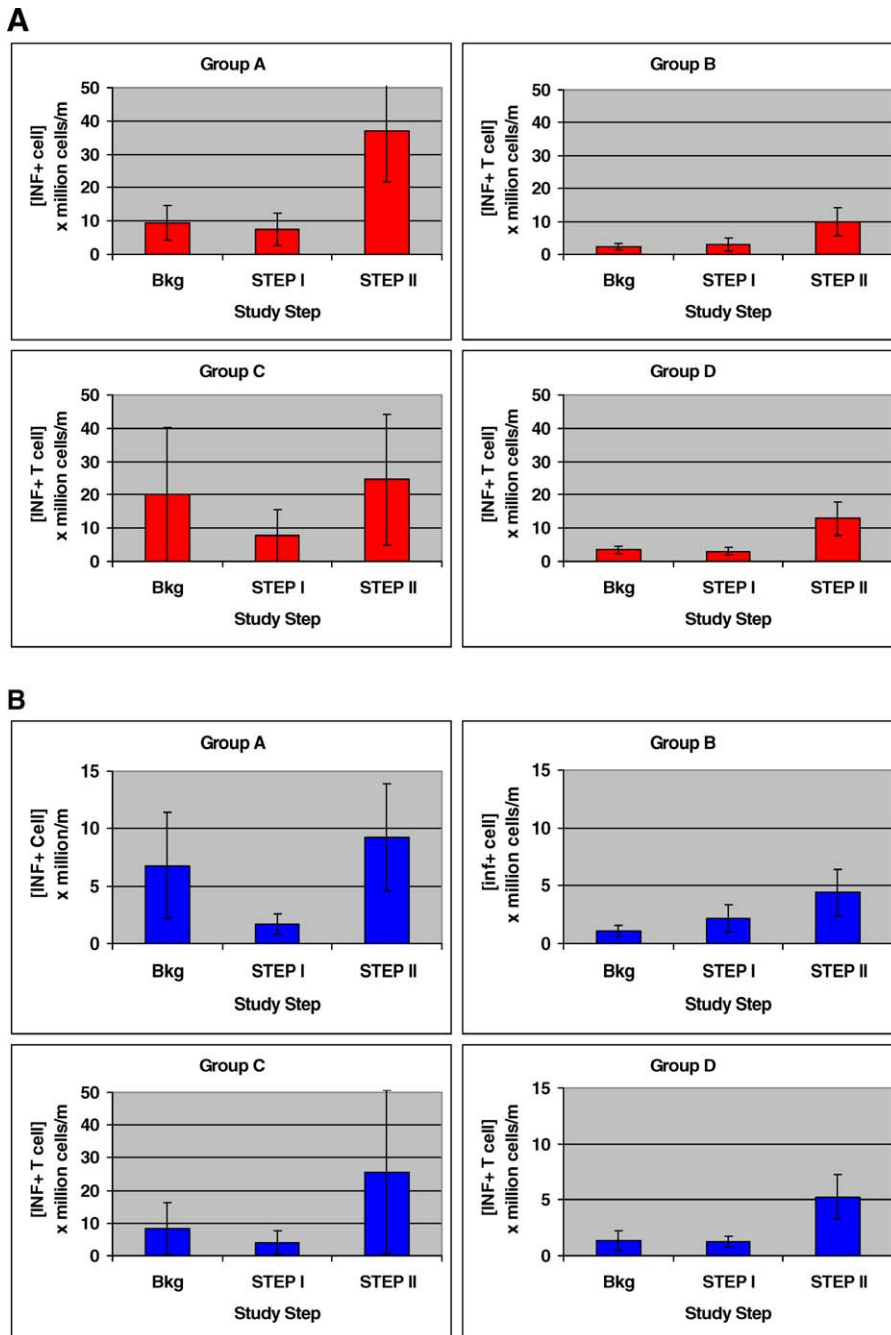 A
Group A
[INF+ cell]
x million cells/m
50
40
30
20
10
0
Bkg STEP I STEP II
Study Step
Group B
[INF+ T cell]
x million cells/m
50
40
30
20
10
0
Bkg STEP I STEP II
Study Step
Group C
[INF+ T cell]
x million cells/m
50
40
30
20
10
0
Bkg STEP I STEP II
Study Step
Group D
[INF+ T cell]
x million cells/m
50
40
30
20
10
0
Bkg STEP I STEP II
Study Step
B
Group A
[INF+ Cell]
x million/m
15
10
5
0
Bkg STEP I STEP II
Study Step
Group B
[inf+ cell]
x million cells/m
15
10
5
0
Bkg STEP I STEP II
Study Step
Group C
[INF+ T cell]
x million cells/m
50
40
30
20
10
0
Bkg STEP I STEP II
Study Step
Group D
[INF+ T cell]
x million cells/m
15
10
5
0
Bkg STEP I STEP II
Study Step